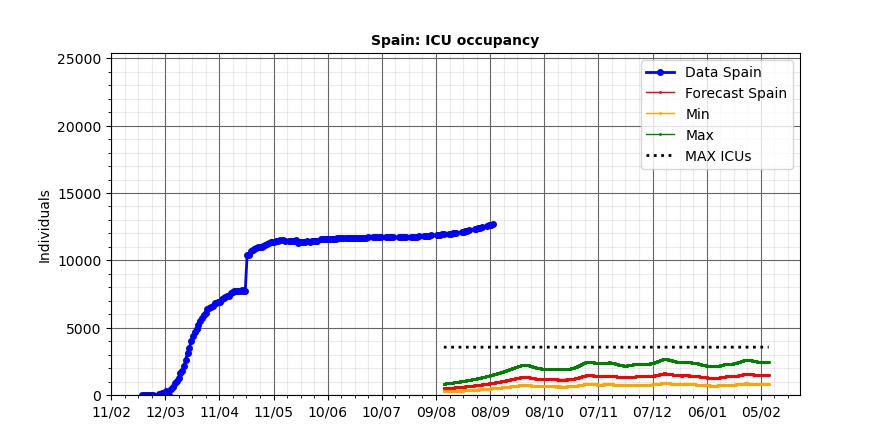 Spain: ICU occupancy
Individuals
25000
20000
15000
10000
5000
0
11/02 12/03 11/04 11/05 10/06 10/07 09/08 08/09 08/10 07/11 07/12 06/01 05/02
Data Spain
Forecast Spain
Min
Max
MAX ICUs